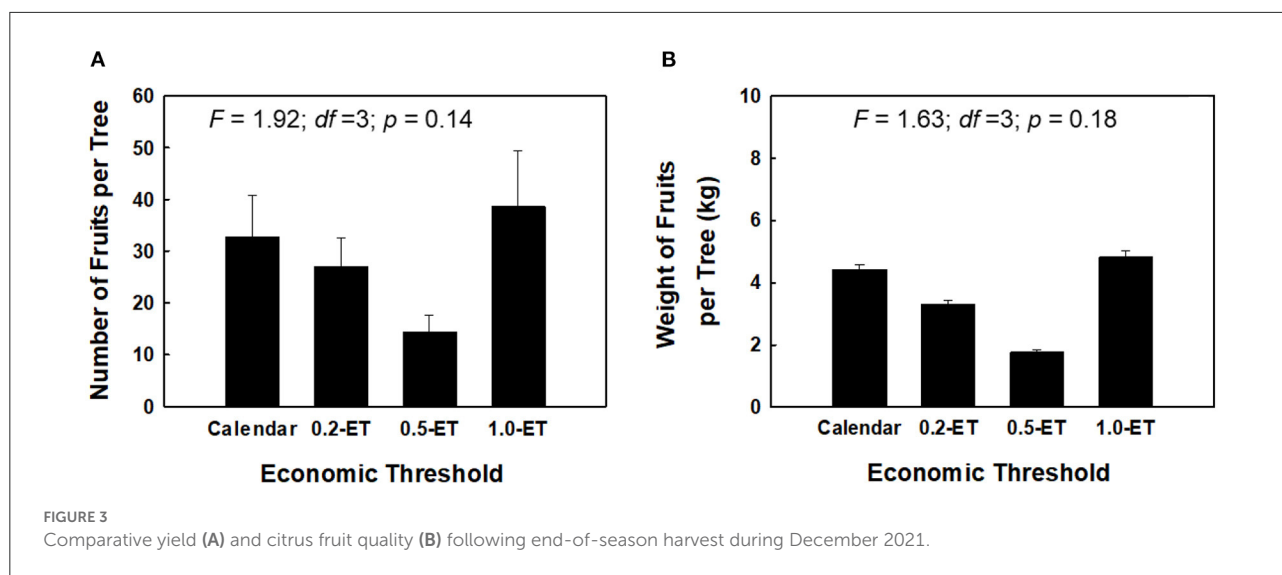 A
Number of Fruits per Tree
60
50
40
30
20
10
0
F = 1.92; df =3; p = 0.14
Calendar 0.2-ET 0.5-ET 1.0-ET
Economic Threshold
B
Weight of Fruits
per Tree (kg)
10
8
6
4
2
0
F = 1.63; df =3; p = 0.18
Calendar 0.2-ET 0.5-ET 1.0-ET
Economic Threshold
FIGURE 3
Comparative yield (A) and citrus fruit quality (B) following end-of-season harvest during December 2021.